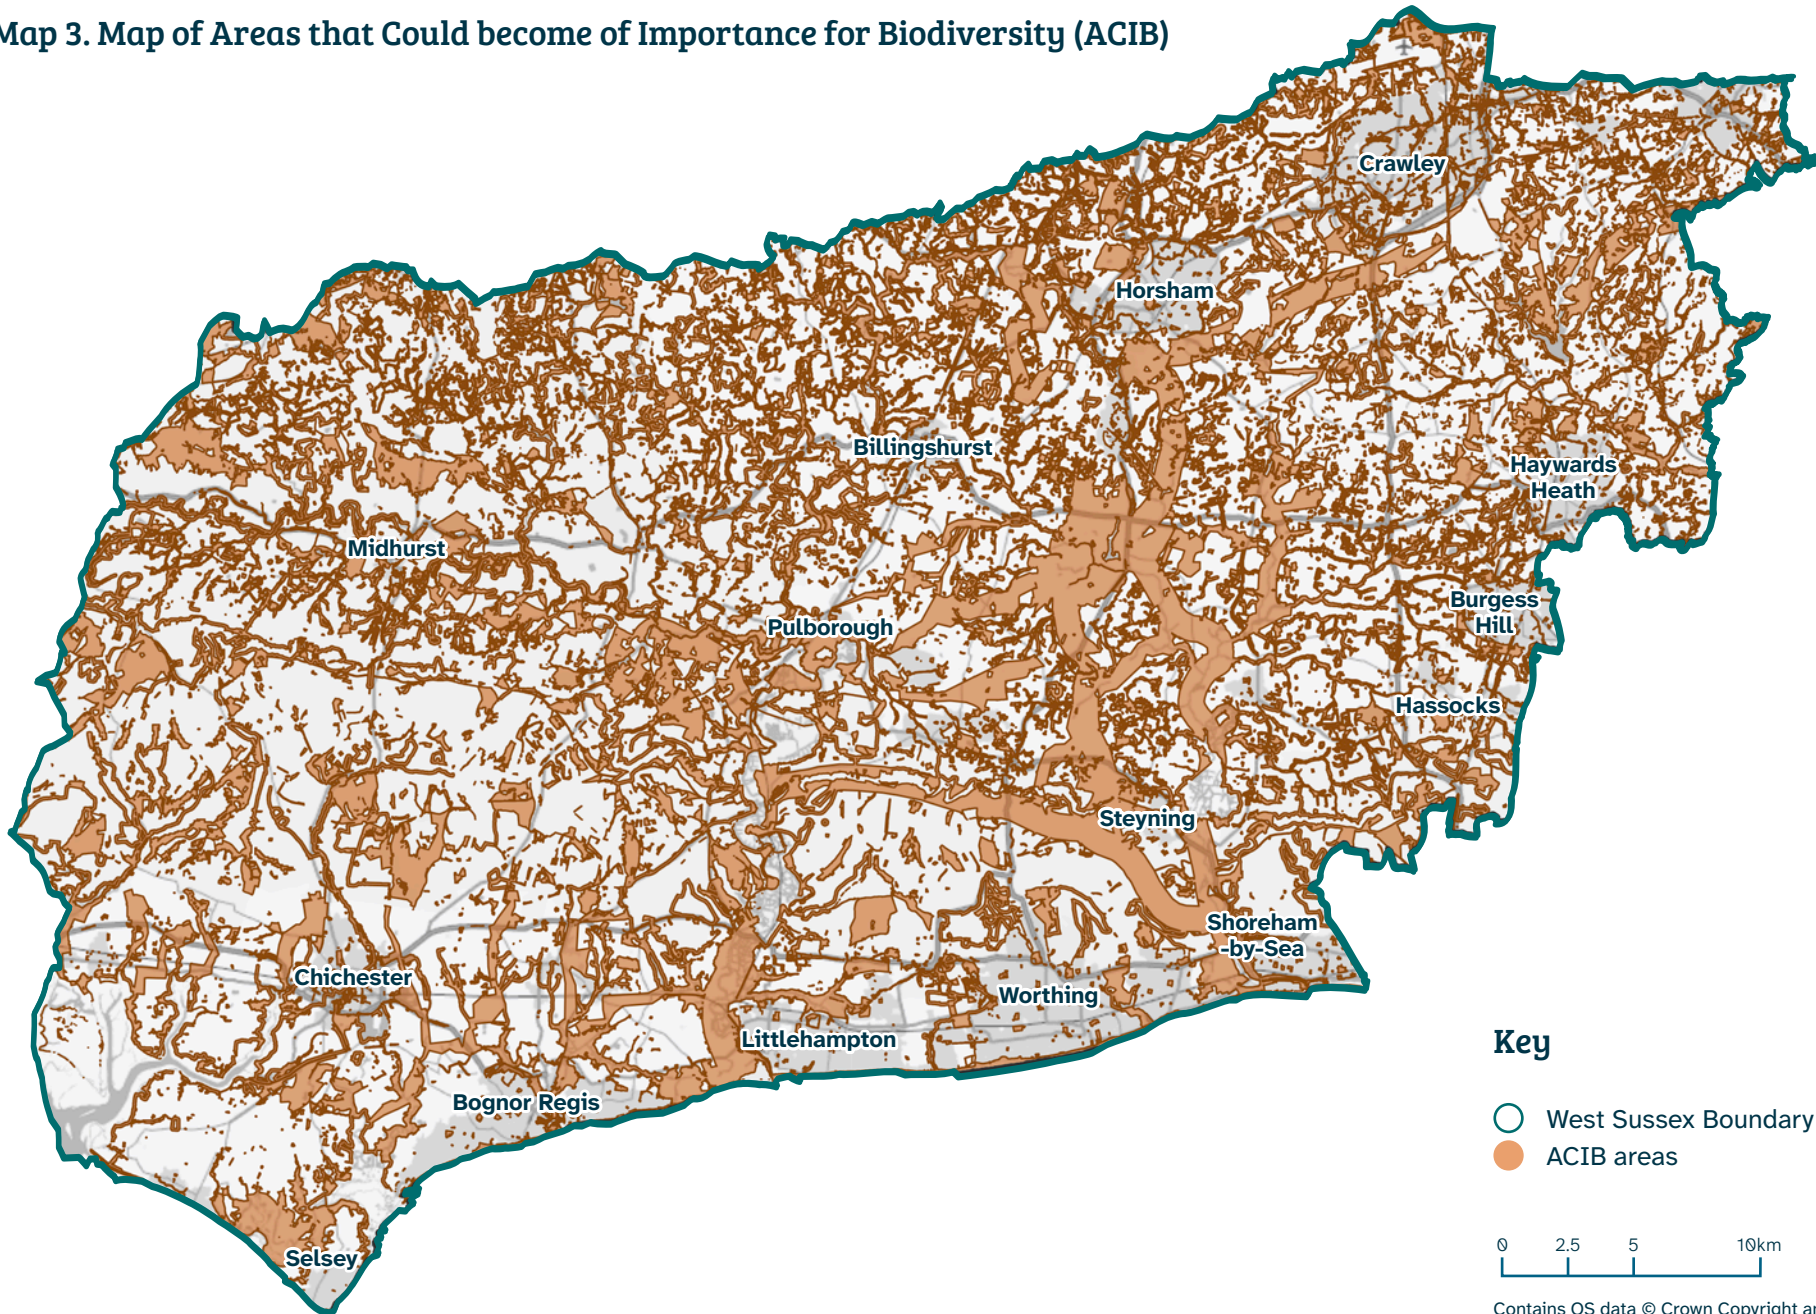 Map 3. Map of Areas that Could become of Importance for Biodiversity (ACIB)
Crawley
Horsham
Billingshurst
Haywards
Heath
Midhurst
Burgess
Hill
Pulborough
Hassocks
Steyning
Shoreham
-by-Sea
Chichester
Worthing
Littlehampton
Bognor Regis
Selsey
Key
West Sussex Boundary
ACIB areas
0 2.5 5 10km
Contains OS data © Crown Copyright a